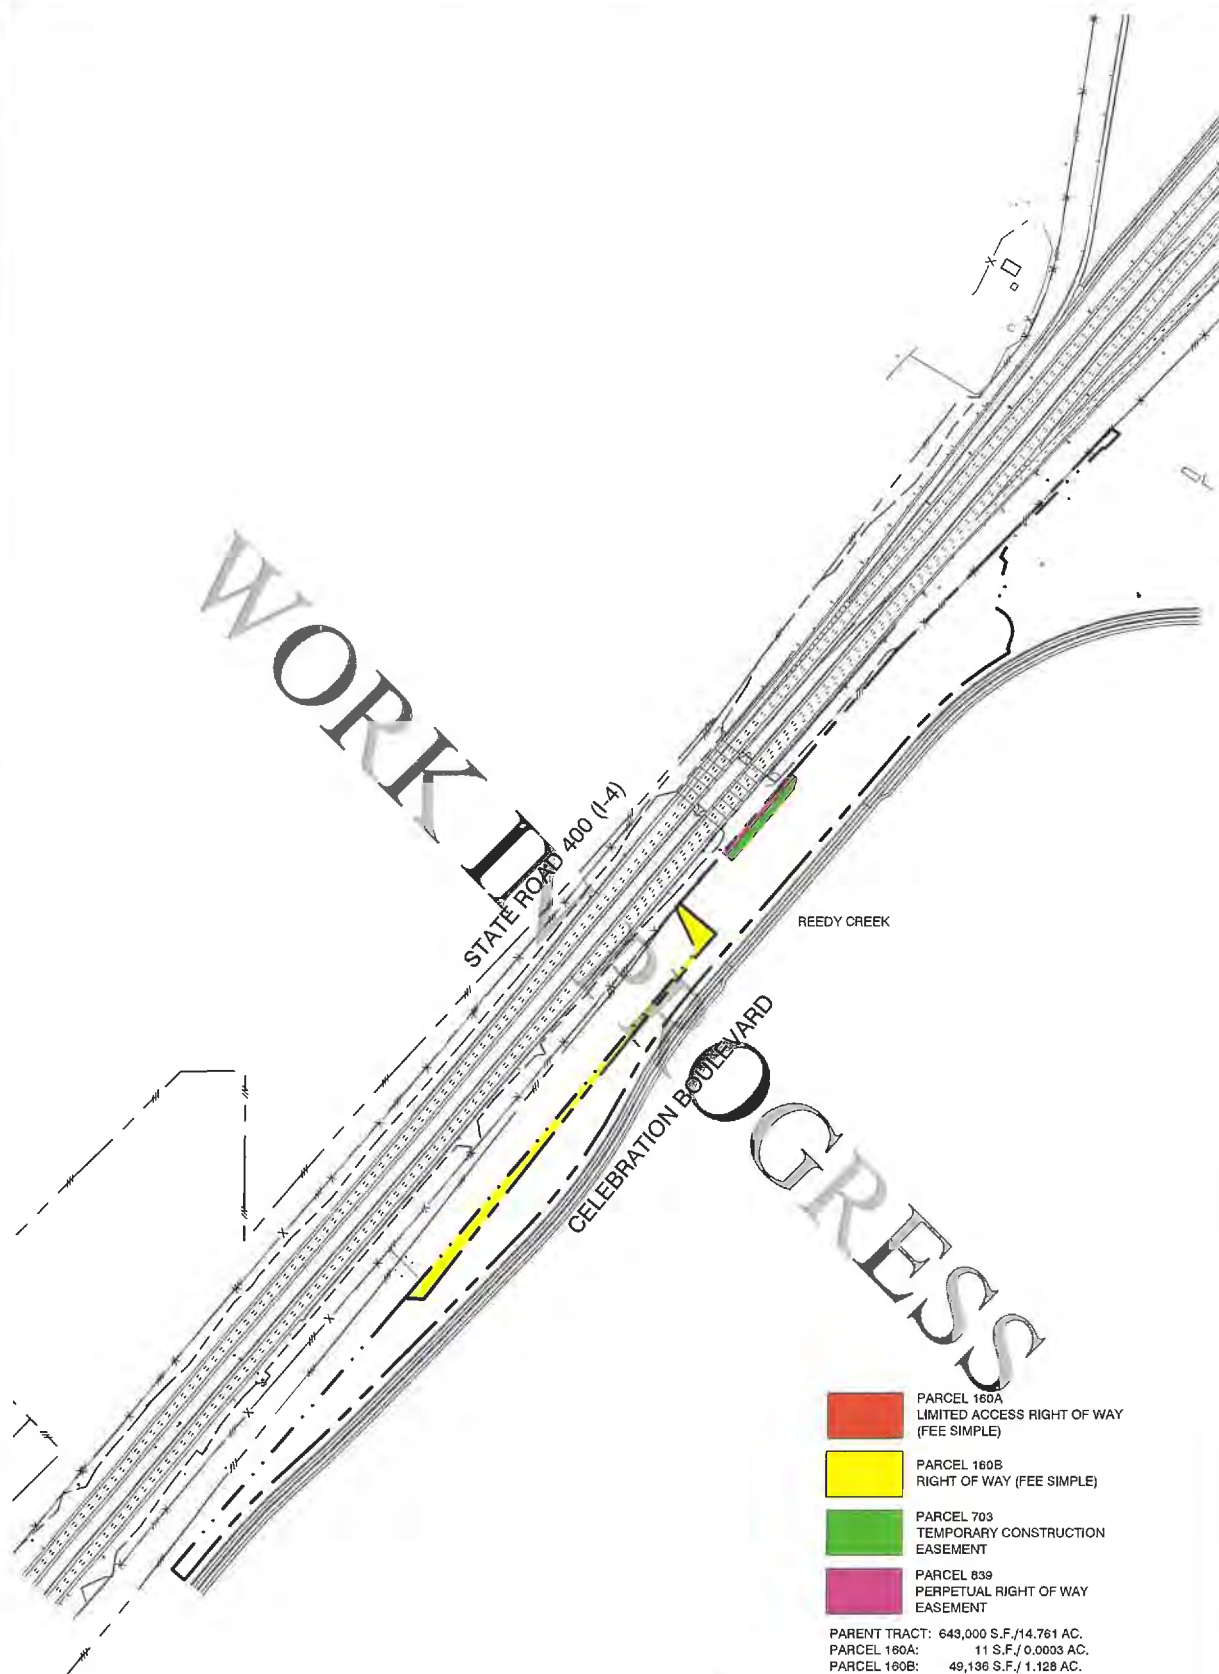 WORK IN PROGRESS
STATE ROAD 400 (I-4)
REEDY CREEK
CELEBRATION BOULEVARD
PARCEL 160A
LIMITED ACCESS RIGHT OF WAY
(FEE SIMPLE)
PARCEL 160B
RIGHT OF WAY (FEE SIMPLE)
PARCEL 703
TEMPORARY CONSTRUCTION
EASEMENT
PARCEL 839
PERPETUAL RIGHT OF WAY
EASEMENT
PARENT TRACT: 643,000 S.F./14.761 AC.
PARCEL 160A: 11 S.F./ 0.0003 AC.
PARCEL 160B: 49,136 S.F./ 1.128 AC.